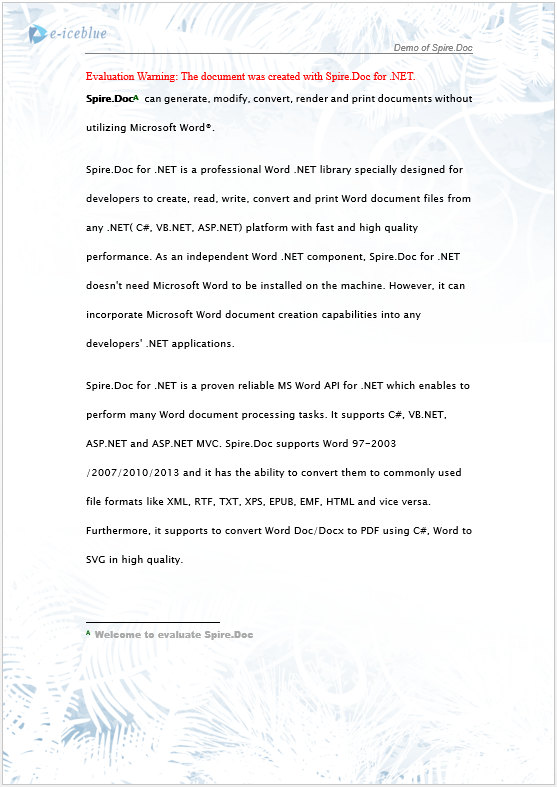 e-iceblue
Demo of Spire.Doc
Evaluation Warning: The document was created with Spire.Doc for .NET.
Spire.Docᴬ can generate, modify, convert, render and print documents without
utilizing Microsoft Word®.
Spire.Doc for .NET is a professional Word .NET library specially designed for
developers to create, read, write, convert and print Word document files from
any .NET( C#, VB.NET, ASP.NET) platform with fast and high quality
performance. As an independent Word .NET component, Spire.Doc for .NET
doesn't need Microsoft Word to be installed on the machine. However, it can
incorporate Microsoft Word document creation capabilities into any
developers' .NET applications.
Spire.Doc for .NET is a proven reliable MS Word API for .NET which enables to
perform many Word document processing tasks. It supports C#, VB.NET,
ASP.NET and ASP.NET MVC. Spire.Doc supports Word 97-2003
/2007/2010/2013 and it has the ability to convert them to commonly used
file formats like XML, RTF, TXT, XPS, EPUB, EMF, HTML and vice versa.
Furthermore, it supports to convert Word Doc/Docx to PDF using C#, Word to
SVG in high quality.
ᴬ Welcome to evaluate Spire.Doc